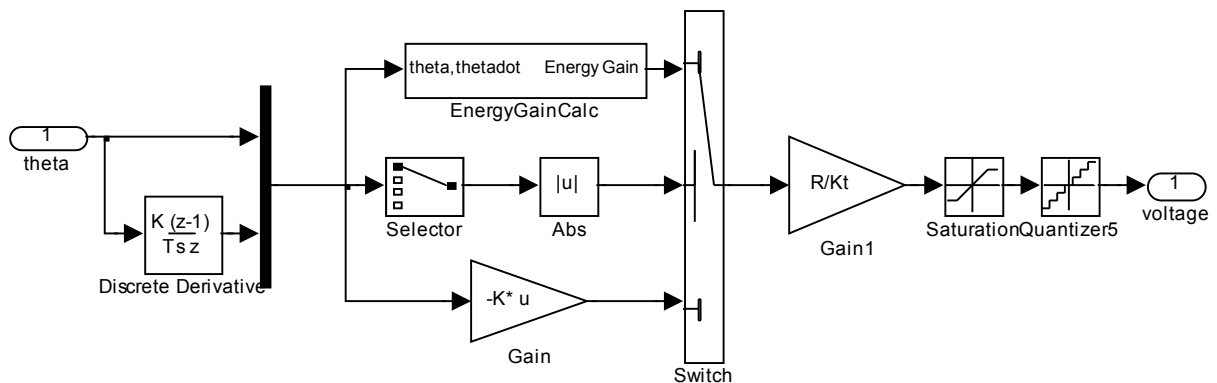 1
theta
K (z-1)
Ts z
Discrete Derivative
theta,thetadot Energy Gain
EnergyGainCalc
Selector
|u|
Abs
-K* u
Gain
Switch
R/Kt
Gain1
Saturation
Quantizer5
1
voltage